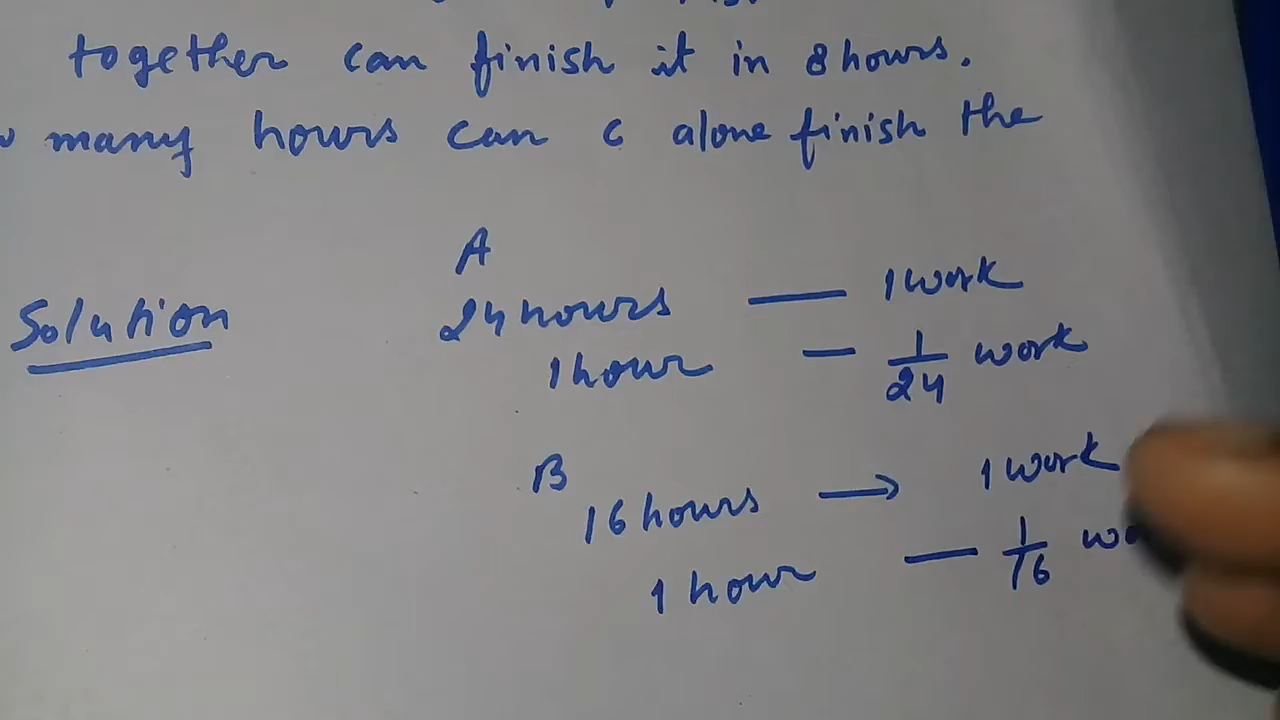 together can finish it in 8 hours.
many hours can C alone finish the
Solution
A
24 hours — 1 work
1 hour — 1/24 work
B
16 hours → 1 work
1 hour — 1/16 wo